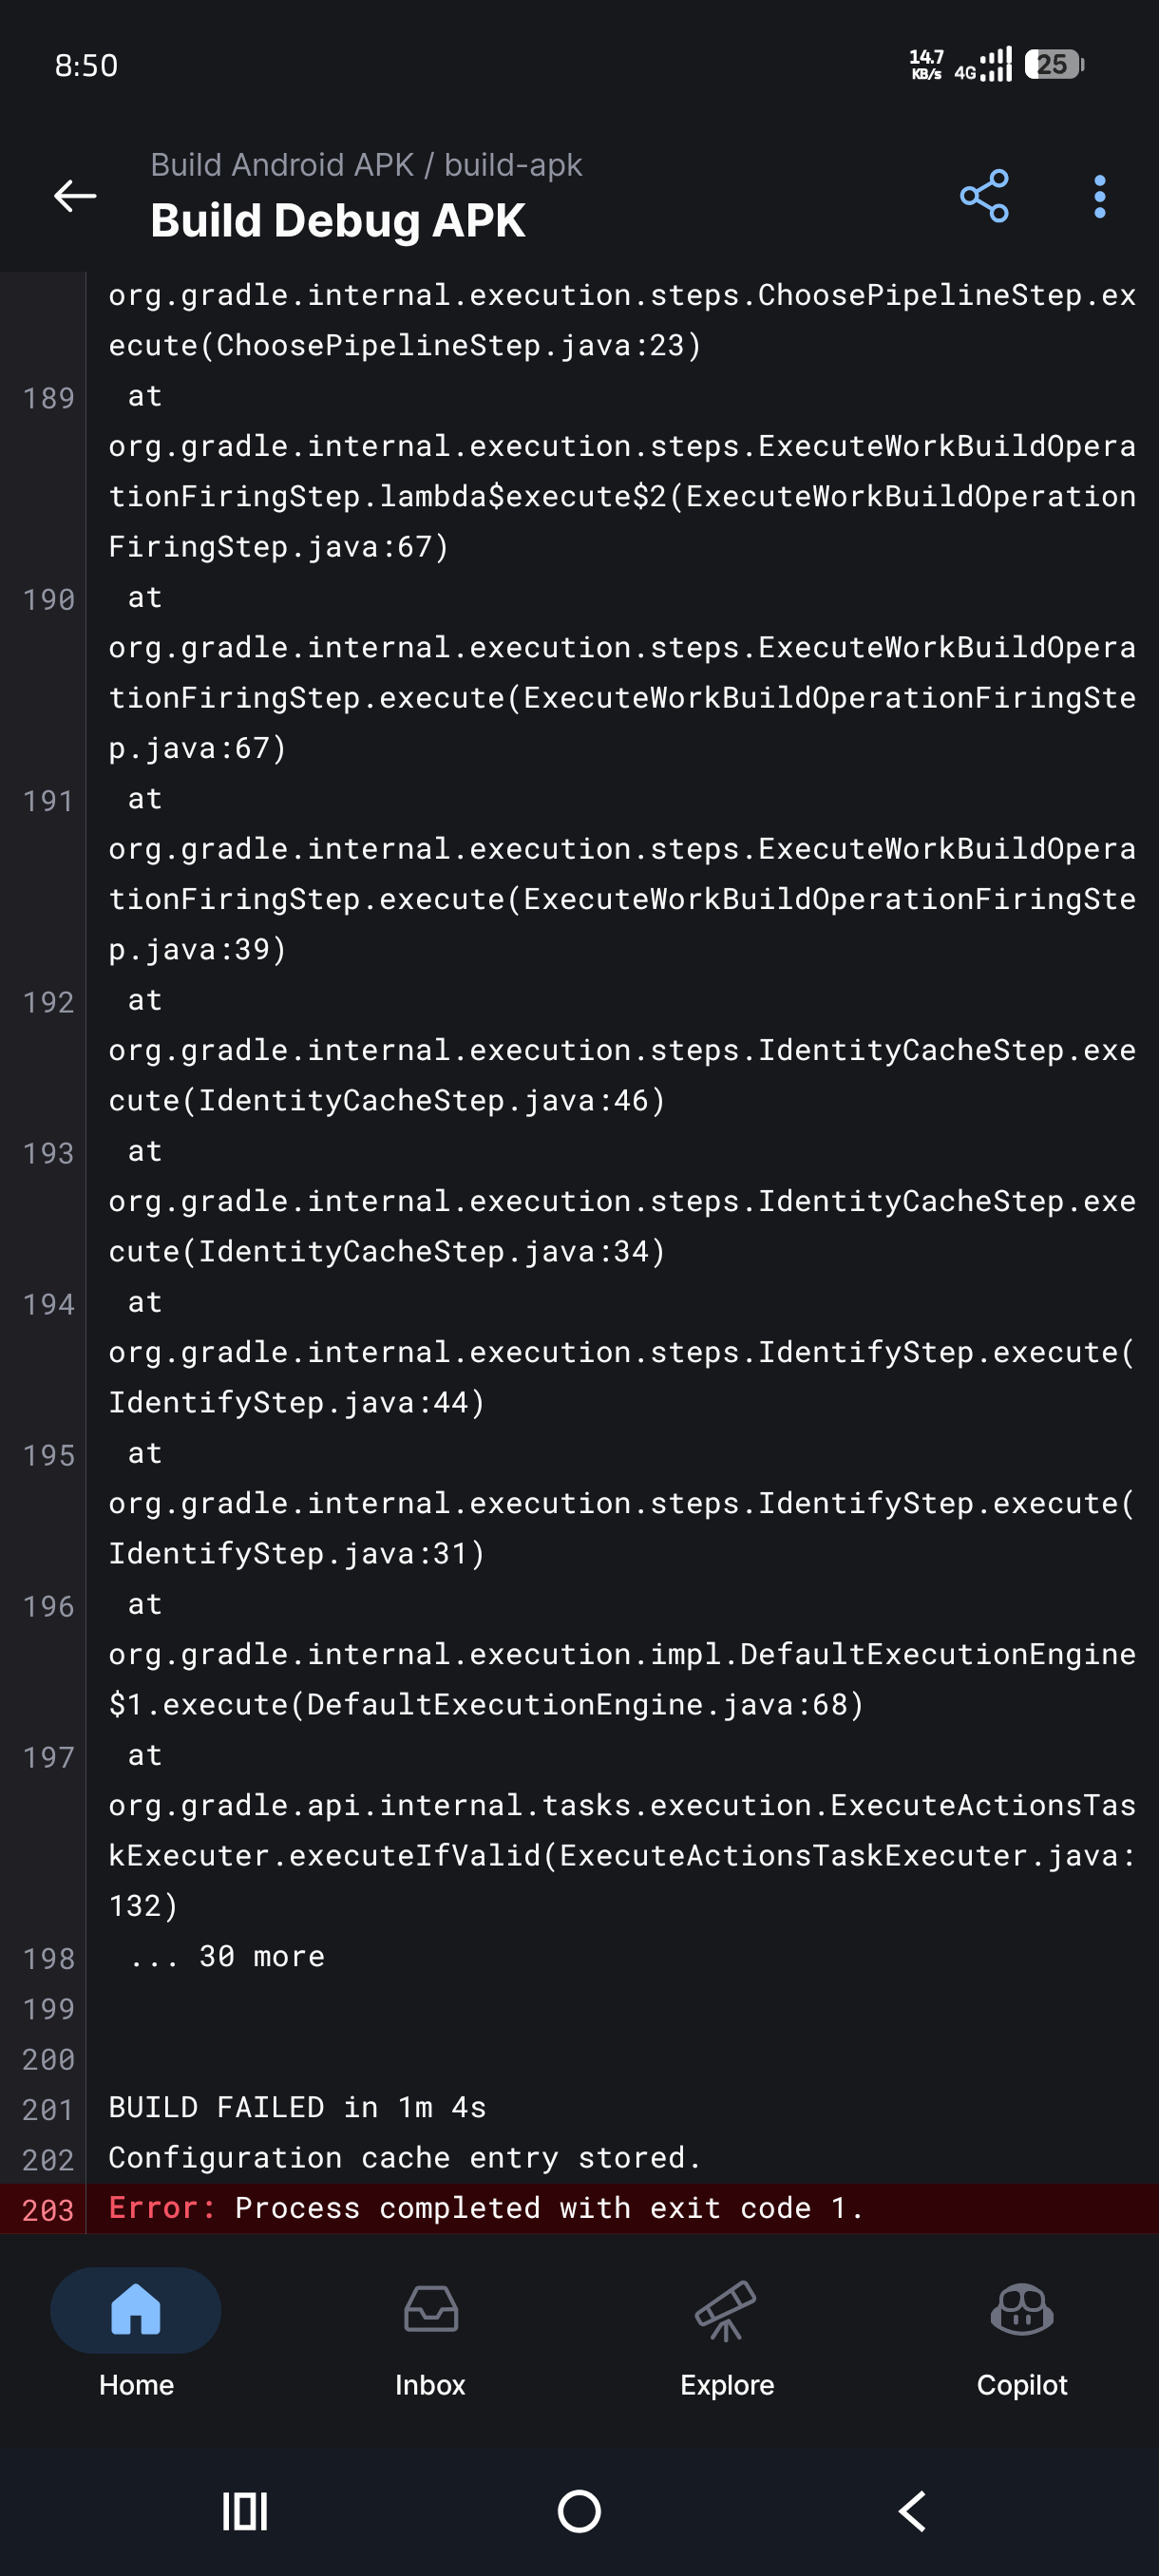 8:50
14.7
KB/s
4G
25
Build Android APK / build-apk
Build Debug APK
org.gradle.internal.execution.steps.ChoosePipelineStep.ex
ecute(ChoosePipelineStep.java:23)
189 at
org.gradle.internal.execution.steps.ExecuteWorkBuildOpera
tionFiringStep.lambda$execute$2(ExecuteWorkBuildOperation
FiringStep.java:67)
190 at
org.gradle.internal.execution.steps.ExecuteWorkBuildOpera
tionFiringStep.execute(ExecuteWorkBuildOperationFiringSte
p.java:67)
191 at
org.gradle.internal.execution.steps.ExecuteWorkBuildOpera
tionFiringStep.execute(ExecuteWorkBuildOperationFiringSte
p.java:39)
192 at
org.gradle.internal.execution.steps.IdentityCacheStep.exe
cute(IdentityCacheStep.java:46)
193 at
org.gradle.internal.execution.steps.IdentityCacheStep.exe
cute(IdentityCacheStep.java:34)
194 at
org.gradle.internal.execution.steps.IdentifyStep.execute(
IdentifyStep.java:44)
195 at
org.gradle.internal.execution.steps.IdentifyStep.execute(
IdentifyStep.java:31)
196 at
org.gradle.internal.execution.impl.DefaultExecutionEngine
$1.execute(DefaultExecutionEngine.java:68)
197 at
org.gradle.api.internal.tasks.execution.ExecuteActionsTas
kExecuter.executeIfValid(ExecuteActionsTaskExecuter.java:
132)
198 ... 30 more
199
200
201 BUILD FAILED in 1m 4s
202 Configuration cache entry stored.
203 Error: Process completed with exit code 1.
Home
Inbox
Explore
Copilot